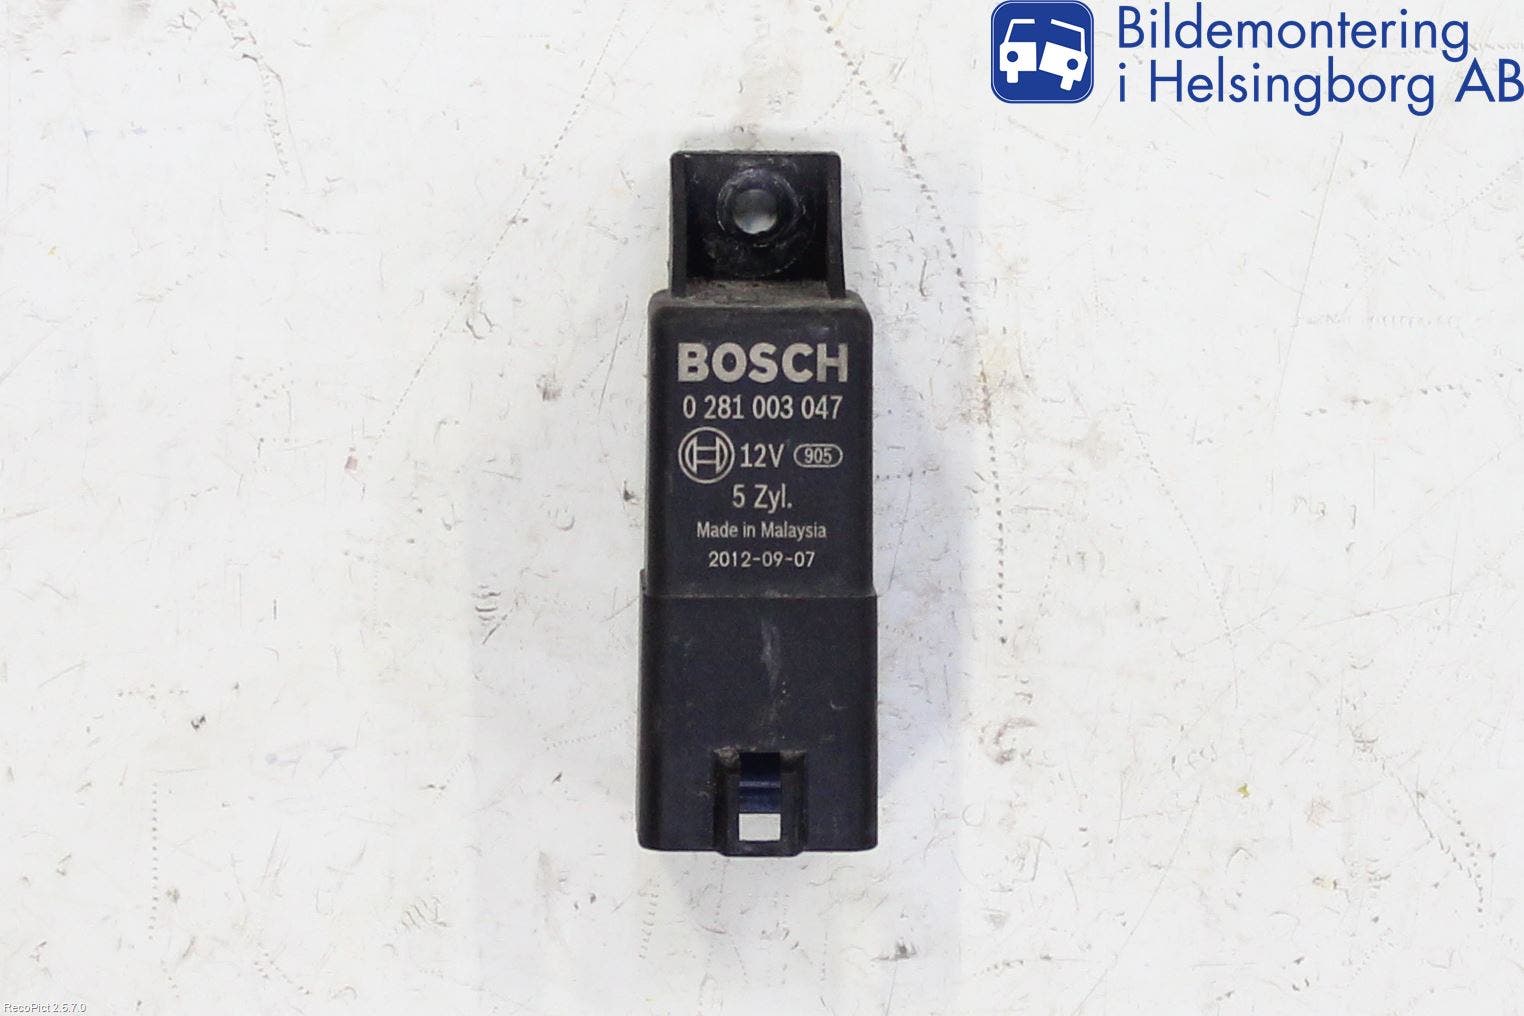 Bildemontering
i Helsingborg AB
BOSCH
0 281 003 047
12V 905
5 Zyl.
Made in Malaysia
2012-09-07
RecoPict 2.5.7.0